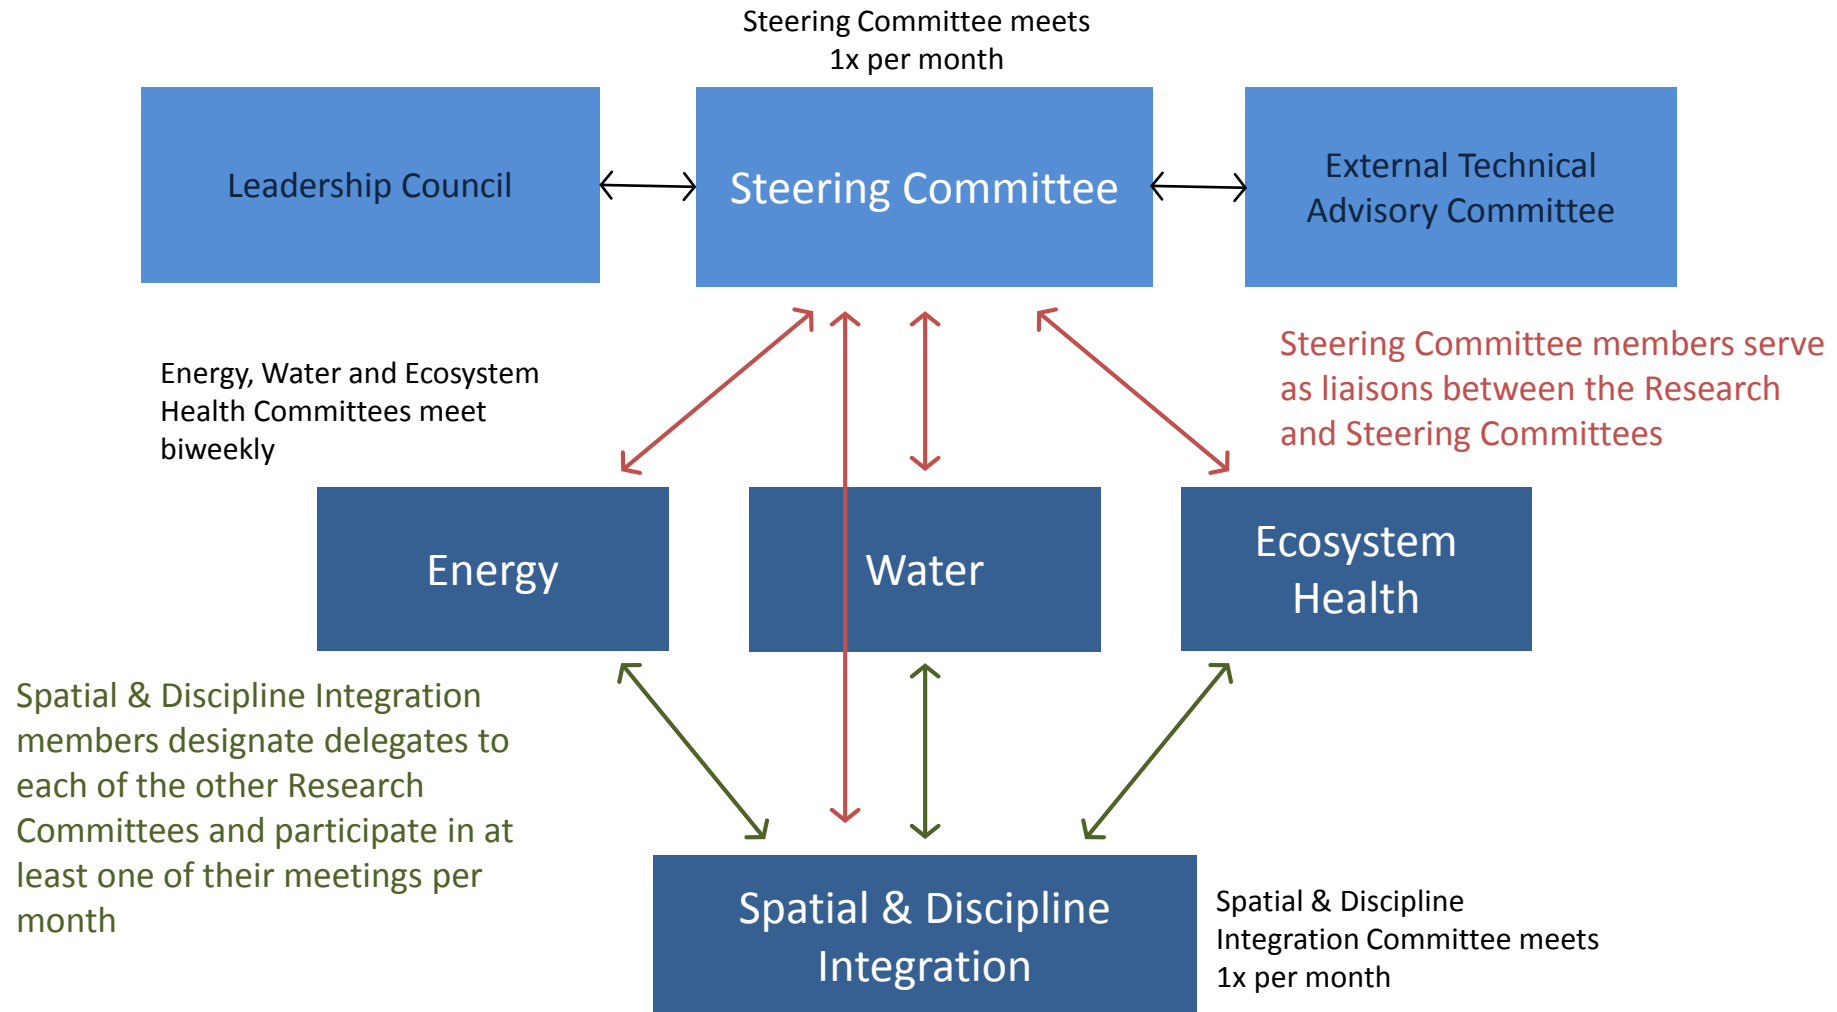 Steering Committee meets
1x per month
Leadership Council
Steering Committee
External Technical
Advisory Committee
Energy, Water and Ecosystem
Health Committees meet
biweekly
Steering Committee members serve
as liaisons between the Research
and Steering Committees
Energy
Water
Ecosystem
Health
Spatial & Discipline Integration
members designate delegates to
each of the other Research
Committees and participate in at
least one of their meetings per
month
Spatial & Discipline
Integration
Spatial & Discipline
Integration Committee meets
1x per month